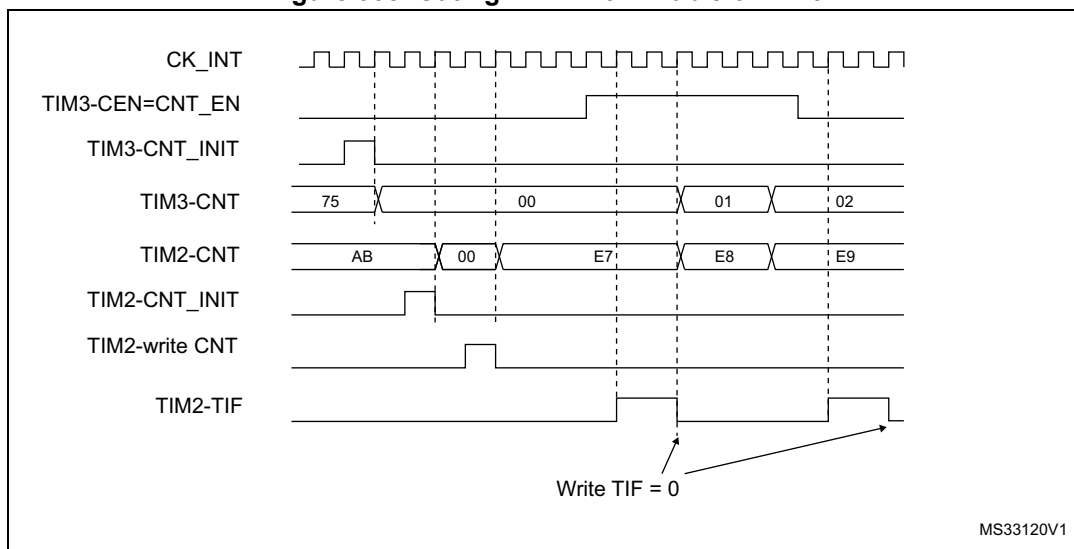 CK_INT
TIM3-CEN=CNT_EN
TIM3-CNT_INIT
TIM3-CNT 75 00 01 02
TIM2-CNT AB 00 E7 E8 E9
TIM2-CNT_INIT
TIM2-write CNT
TIM2-TIF
Write TIF = 0
MS33120V1